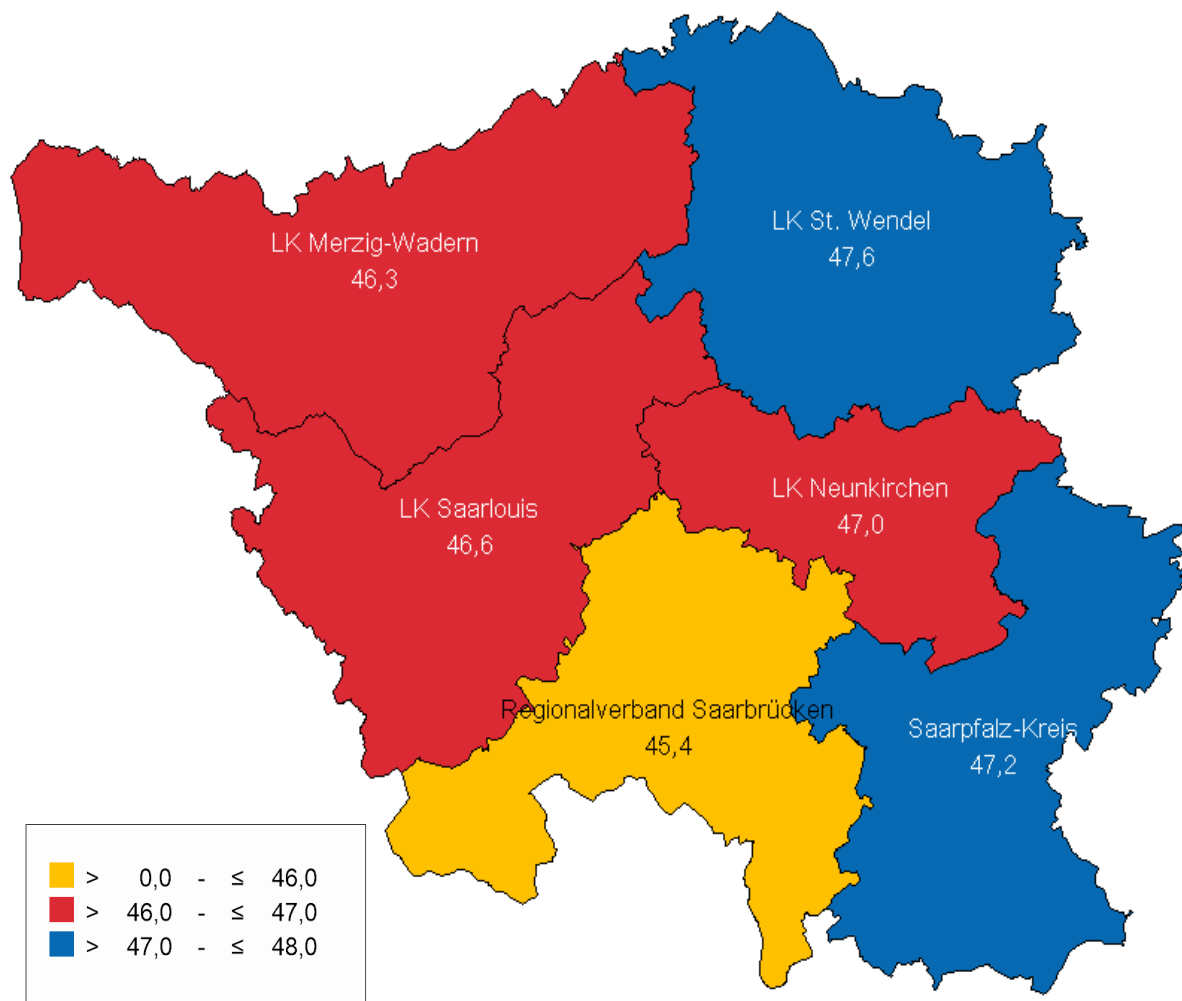 LK St. Wendel
47,6
LK Merzig-Wadern
46,3
LK Neunkirchen
47,0
LK Saarlouis
46,6
Regionalverband Saarbrücken
45,4
Saarpfalz-Kreis
47,2
> 0,0 - ≤ 46,0
> 46,0 - ≤ 47,0
> 47,0 - ≤ 48,0